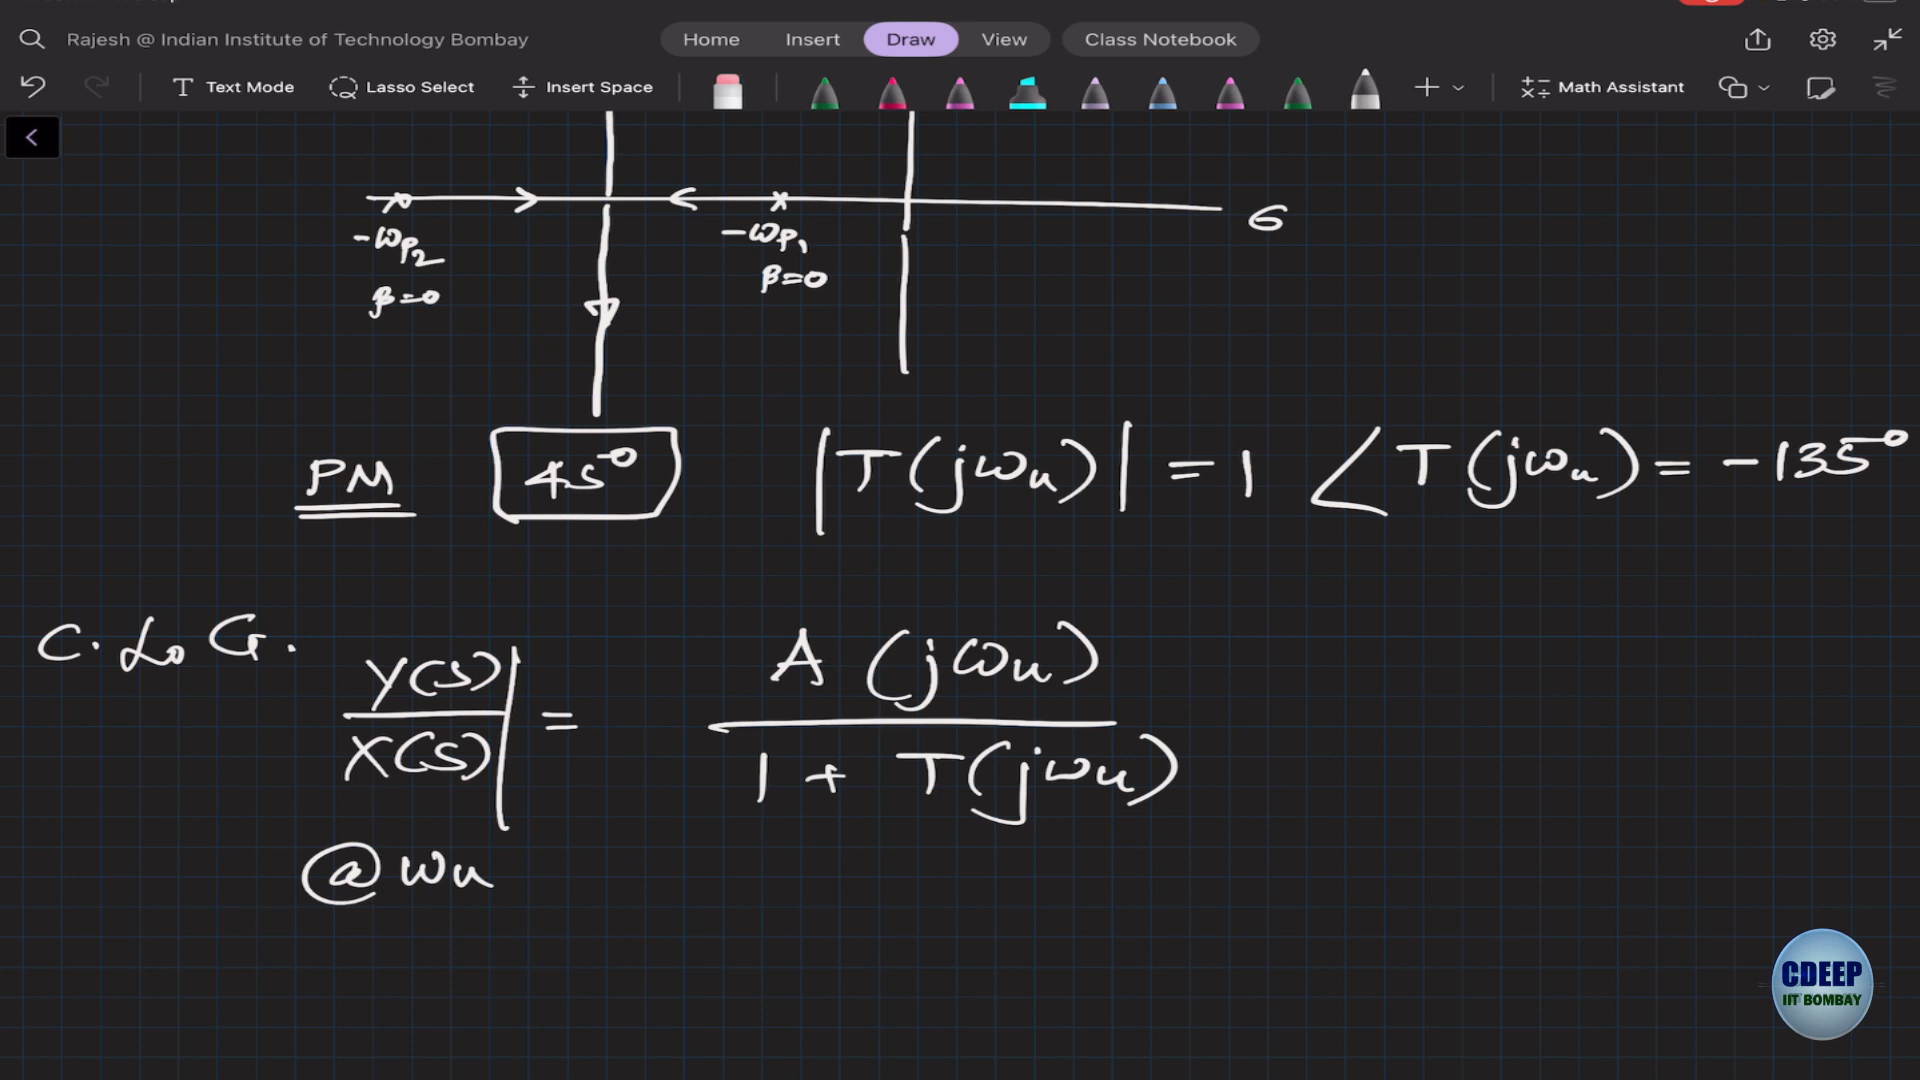 Rajesh @ Indian Institute of Technology Bombay
Home Insert Draw View Class Notebook
Text Mode Lasso Select Insert Space Math Assistant
-ωp2 -ωp1 σ
β=0 β=0
PM 45° |T(jωu)| = 1 ∠T(jωu) = -135°
C. L. G. Y(s)/X(s)| = A(jωu)/1 + T(jωu)
@ ωu
CDEEP
IIT BOMBAY